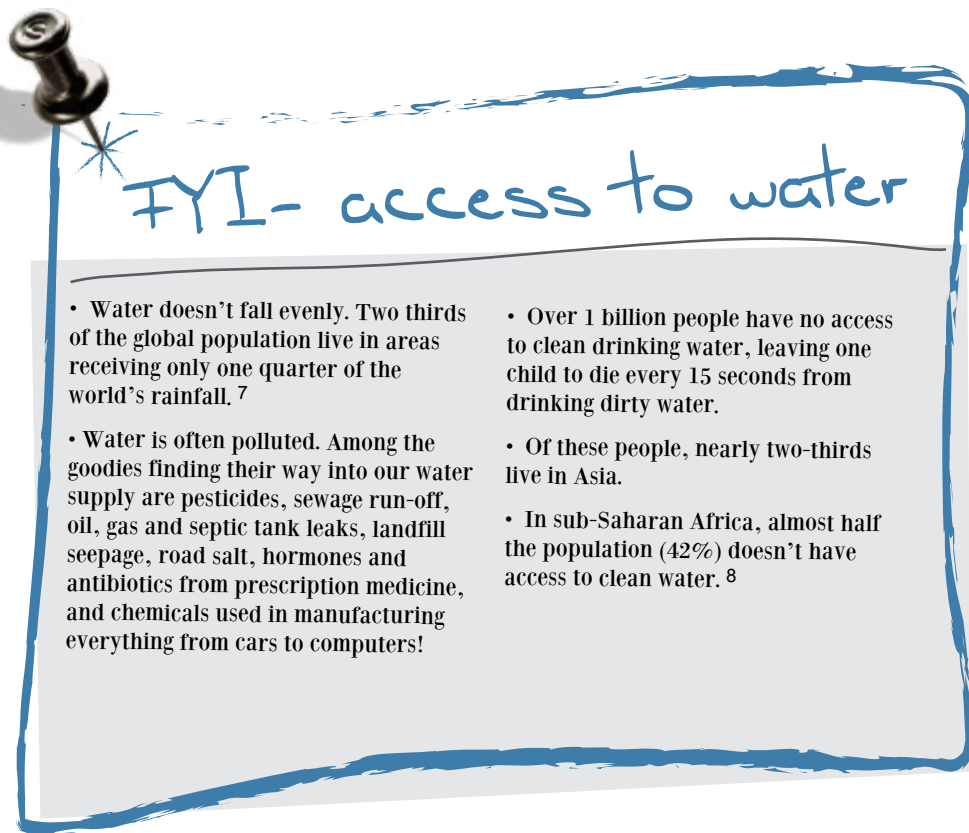 FYI- access to water
• Water doesn't fall evenly. Two thirds
of the global population live in areas
receiving only one quarter of the
world's rainfall. 7
• Water is often polluted. Among the
goodies finding their way into our water
supply are pesticides, sewage run-off,
oil, gas and septic tank leaks, landfill
seepage, road salt, hormones and
antibiotics from prescription medicine,
and chemicals used in manufacturing
everything from cars to computers!
• Over 1 billion people have no access
to clean drinking water, leaving one
child to die every 15 seconds from
drinking dirty water.
• Of these people, nearly two-thirds
live in Asia.
• In sub-Saharan Africa, almost half
the population (42%) doesn't have
access to clean water. 8